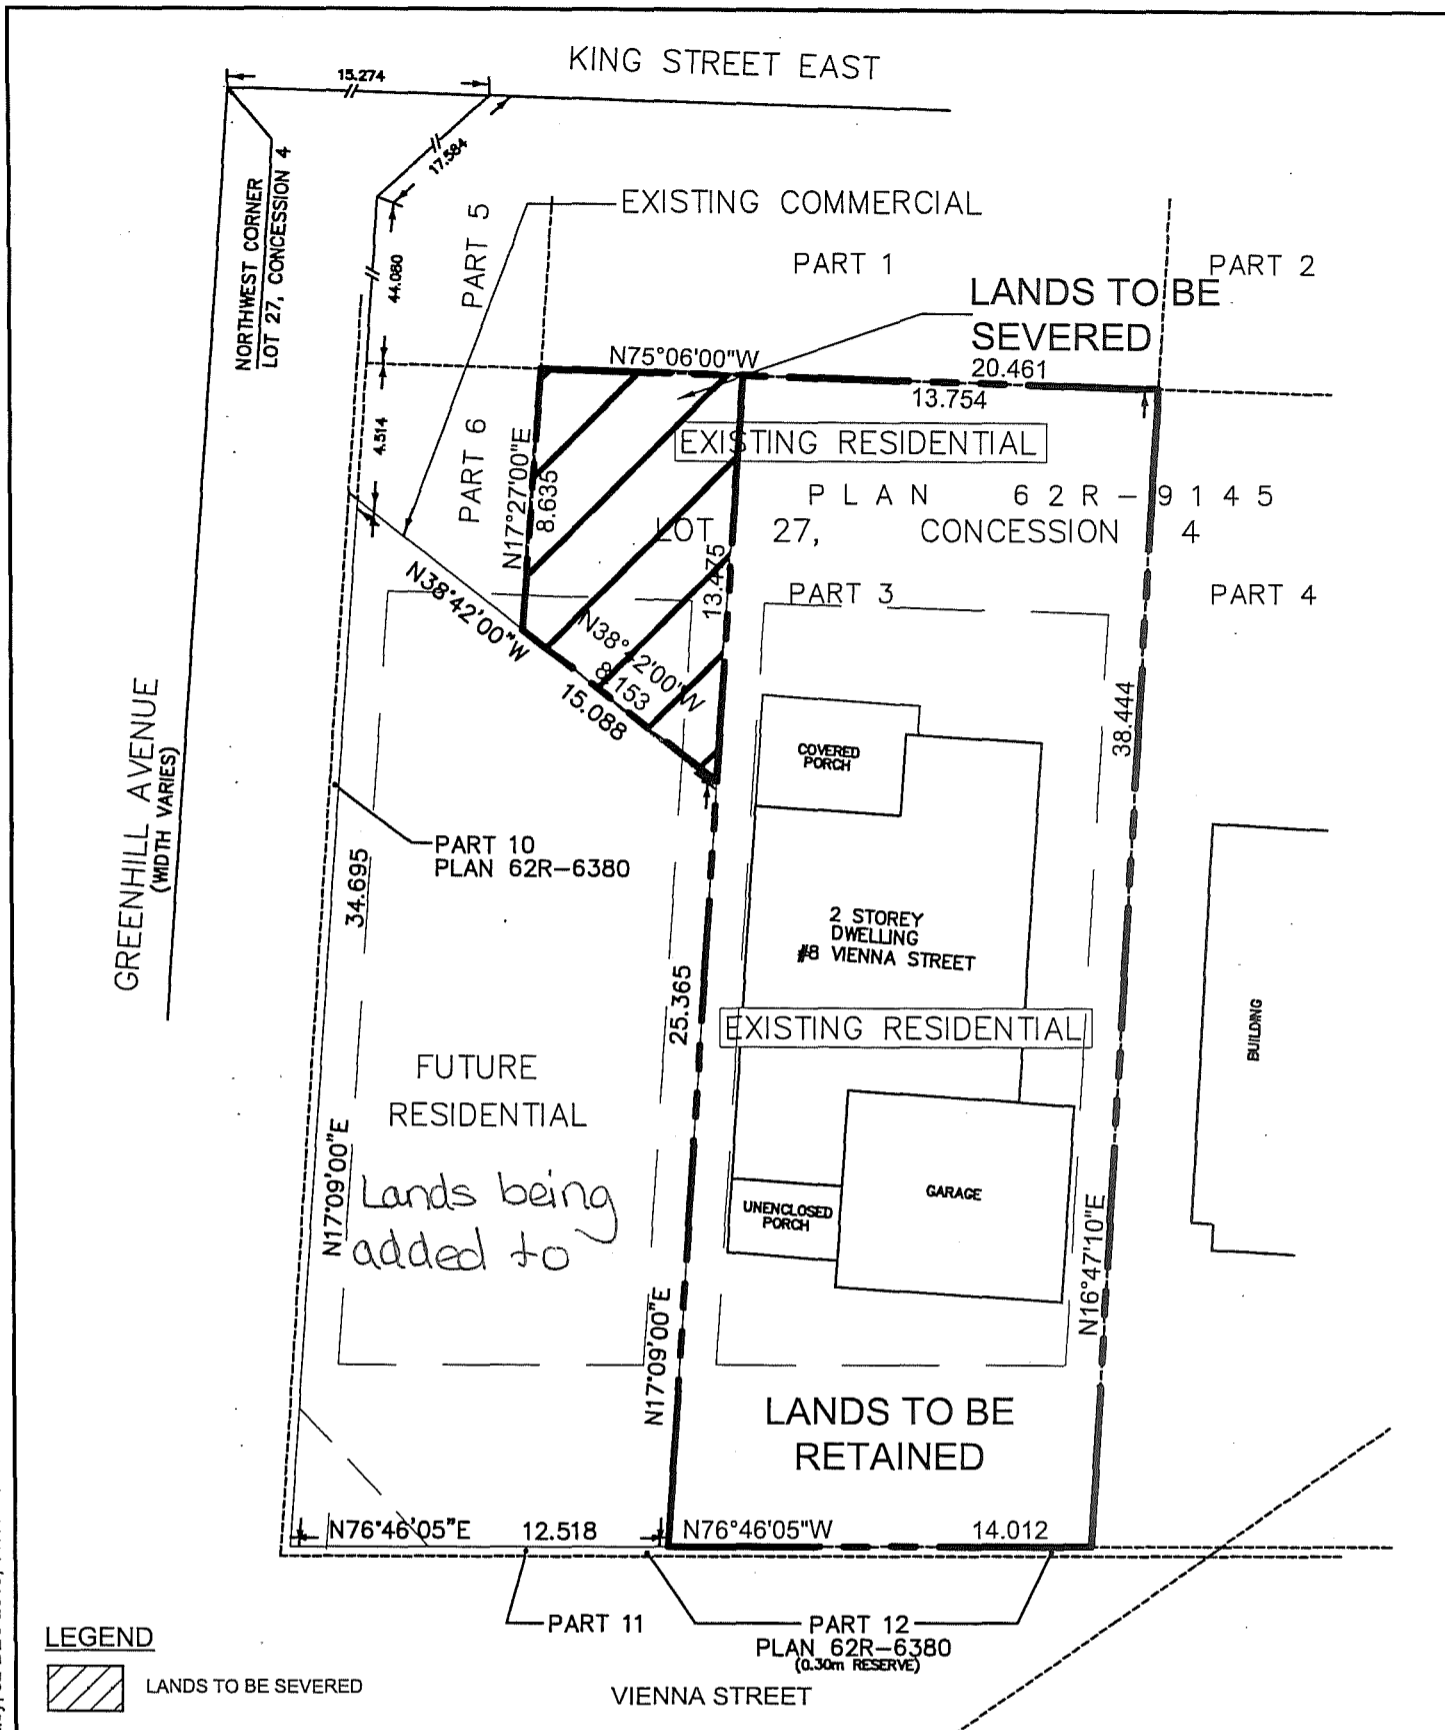 KING STREET EAST
15.274
17.584
NORTHWEST CORNER
LOT 27, CONCESSION 4
44.080
PART 5
EXISTING COMMERCIAL
PART 1
PART 2
LANDS TO BE
SEVERED
N75°06'00"W
20.461
13.754
4.514
PART 6
N17°27'00"E
8.635
EXISTING RESIDENTIAL
PLAN 62R-9145
LOT 27, CONCESSION 4
13.475
PART 3
PART 4
N38°42'00"W
N38°42'00"W
8.153
15.088
38.444
GREENHILL AVENUE
(WIDTH VARIES)
COVERED
PORCH
PART 10
PLAN 62R-6380
34.695
2 STOREY
DWELLING
#8 VIENNA STREET
25.365
EXISTING RESIDENTIAL
BUILDING
FUTURE
RESIDENTIAL
N17°09'00"E
Lands being
added to
UNENCLOSED
PORCH
GARAGE
N16°47'10"E
N17°09'00"E
LANDS TO BE
RETAINED
N76°46'05"E 12.518
N76°46'05"W 14.012
PART 11
PART 12
PLAN 62R-6380
(0.30m RESERVE)
LEGEND
LANDS TO BE SEVERED
VIENNA STREET